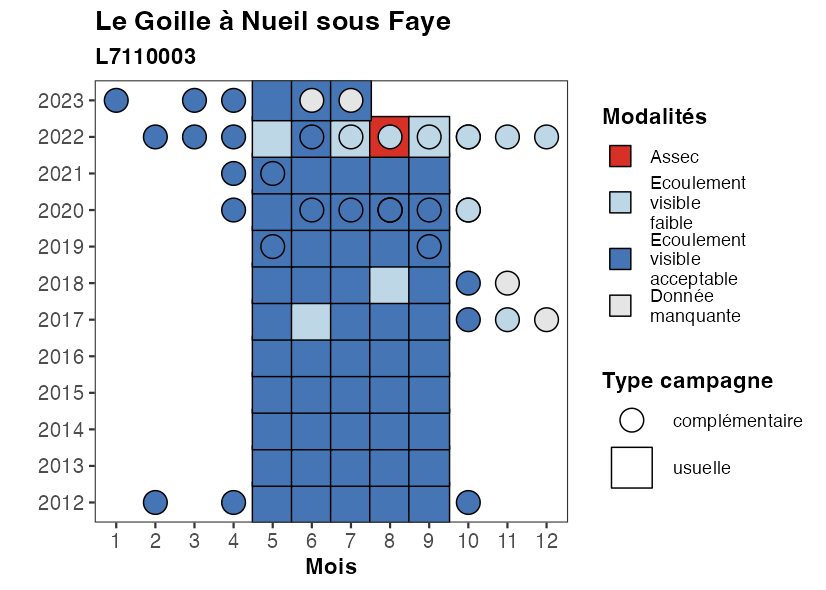 Le Goille à Nueil sous Faye
L7110003
2023
2022
2021
2020
2019
2018
2017
2016
2015
2014
2013
2012
1 2 3 4 5 6 7 8 9 10 11 12
Mois
Modalités
Assec
Ecoulement
visible
faible
Ecoulement
visible
acceptable
Donnée
manquante
Type campagne
complémentaire
usuelle